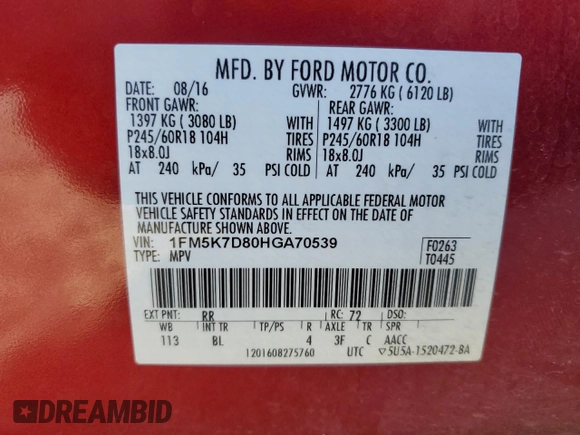 MFD. BY FORD MOTOR CO.
DATE: 08/16 GVWR: 2776 KG ( 6120 LB)
FRONT GAWR: REAR GAWR:
1397 KG ( 3080 LB) WITH 1497 KG ( 3300 LB) WITH
P245/60R18 104H TIRES P245/60R18 104H TIRES
18x8.0J RIMS 18x8.0J RIMS
AT 240 kPa/ 35 PSI COLD AT 240 kPa/ 35 PSI COLD
THIS VEHICLE CONFORMS TO ALL APPLICABLE FEDERAL MOTOR
VEHICLE SAFETY STANDARDS IN EFFECT ON THE DATE OF
MANUFACTURE SHOWN ABOVE.
VIN: 1FM5K7D80HGA70539 F0263
TYPE: MPV T0445
EXT PNT: RR RC: 72 DSO:
WB INT TR TP/PS R AXLE TR SPR
113 BL 4 3F C AACC
1201608275760 UTC ▽5U5A-1520472-BA
DREAMBID